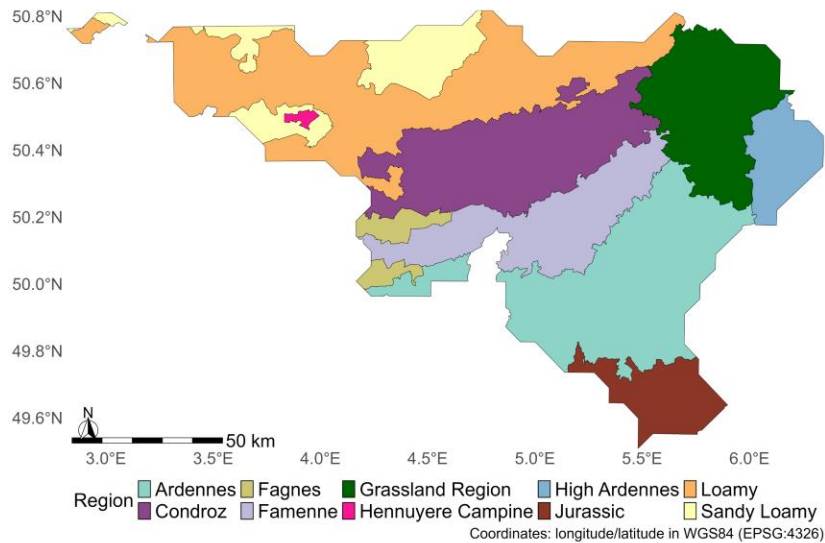 50.8°N
50.6°N
50.4°N
50.2°N
50.0°N
49.8°N
49.6°N
N
50 km
3.0°E 3.5°E 4.0°E 4.5°E 5.0°E 5.5°E 6.0°E
Region Ardennes Fagnes Grassland Region High Ardennes Loamy
Condroz Famenne Hennuyere Campine Jurassic Sandy Loamy
Coordinates: longitude/latitude in WGS84 (EPSG:4326)